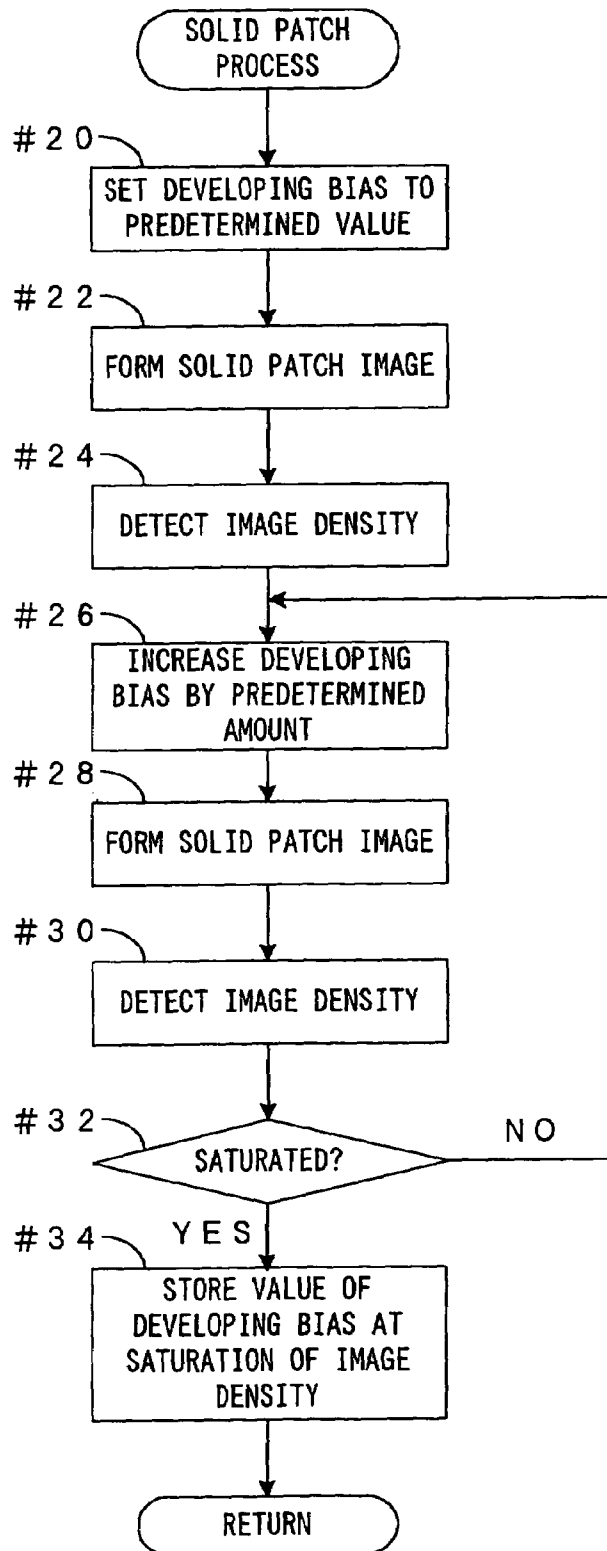 SOLID PATCH
PROCESS
#20
SET DEVELOPING BIAS TO
PREDETERMINED VALUE
#22
FORM SOLID PATCH IMAGE
#24
DETECT IMAGE DENSITY
#26
INCREASE DEVELOPING
BIAS BY PREDETERMINED
AMOUNT
#28
FORM SOLID PATCH IMAGE
#30
DETECT IMAGE DENSITY
#32
SATURATED?
NO
YES
#34
STORE VALUE OF
DEVELOPING BIAS AT
SATURATION OF IMAGE
DENSITY
RETURN